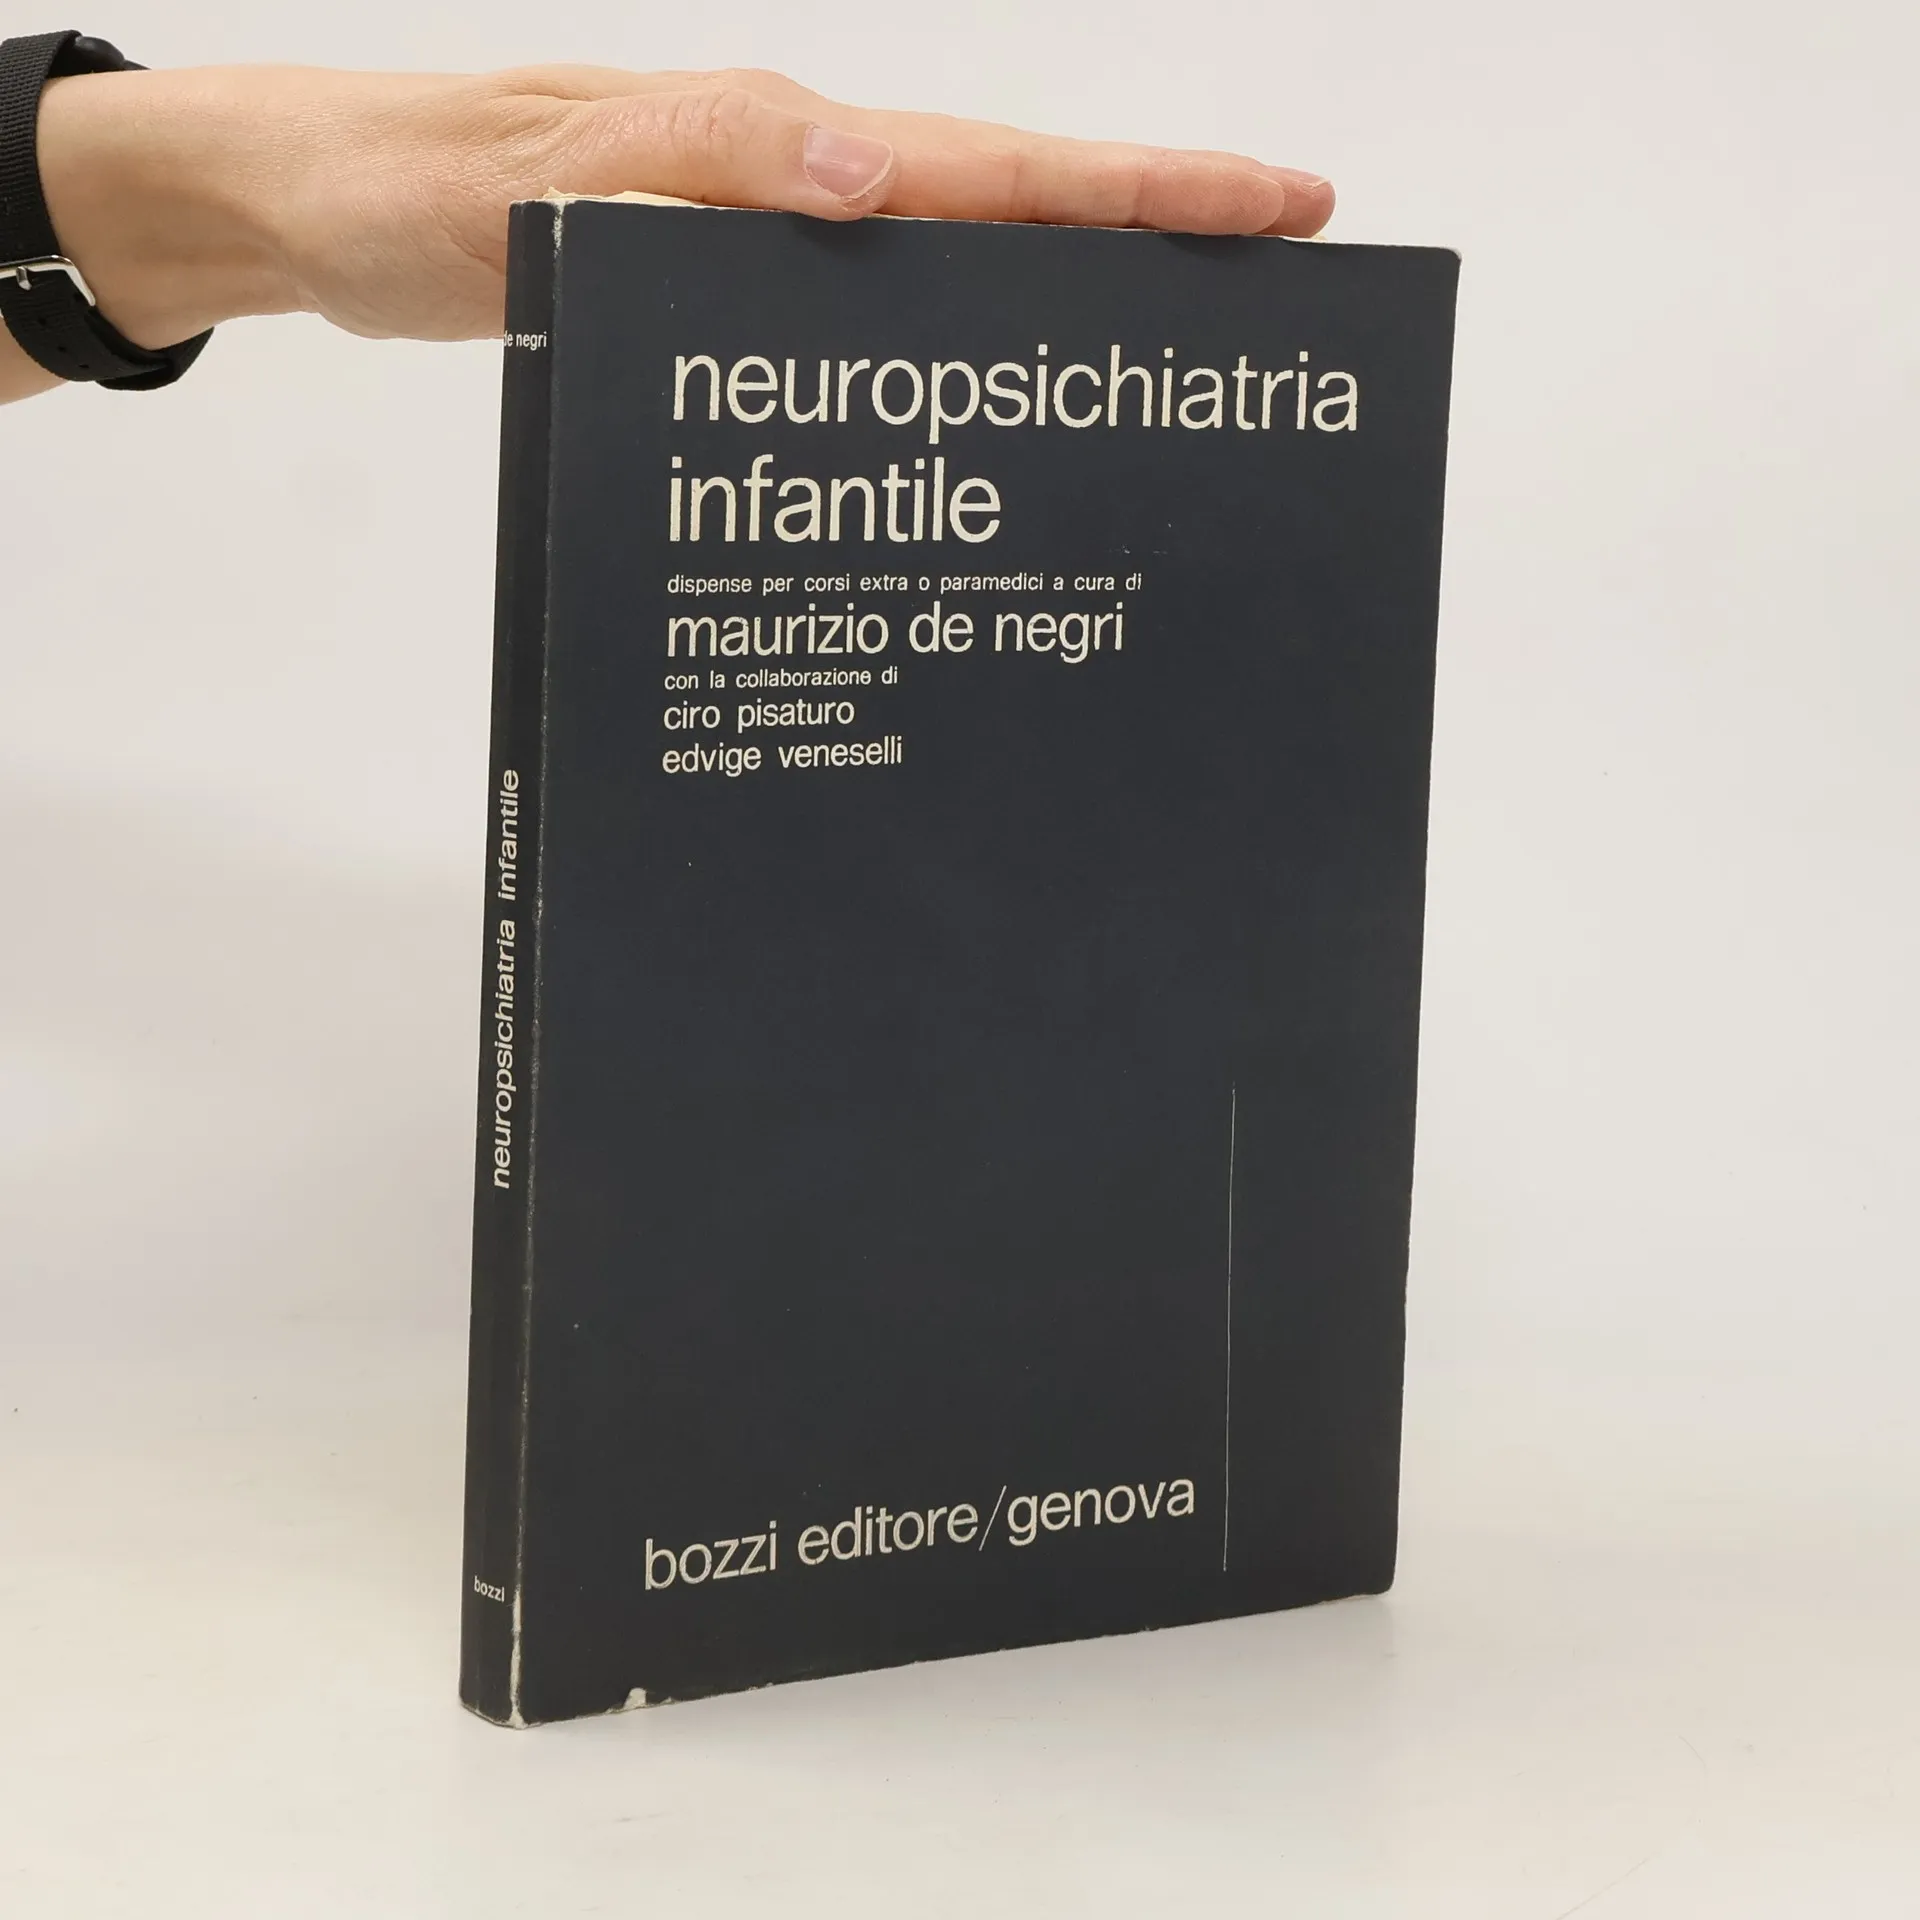 de negri
neuropsichiatria infantile
bozzi
neuropsichiatria
infantile
dispense per corsi extra o paramedici a cura di
maurizio de negri
con la collaborazione di
ciro pisaturo
edvige veneselli
bozzi editore/genova